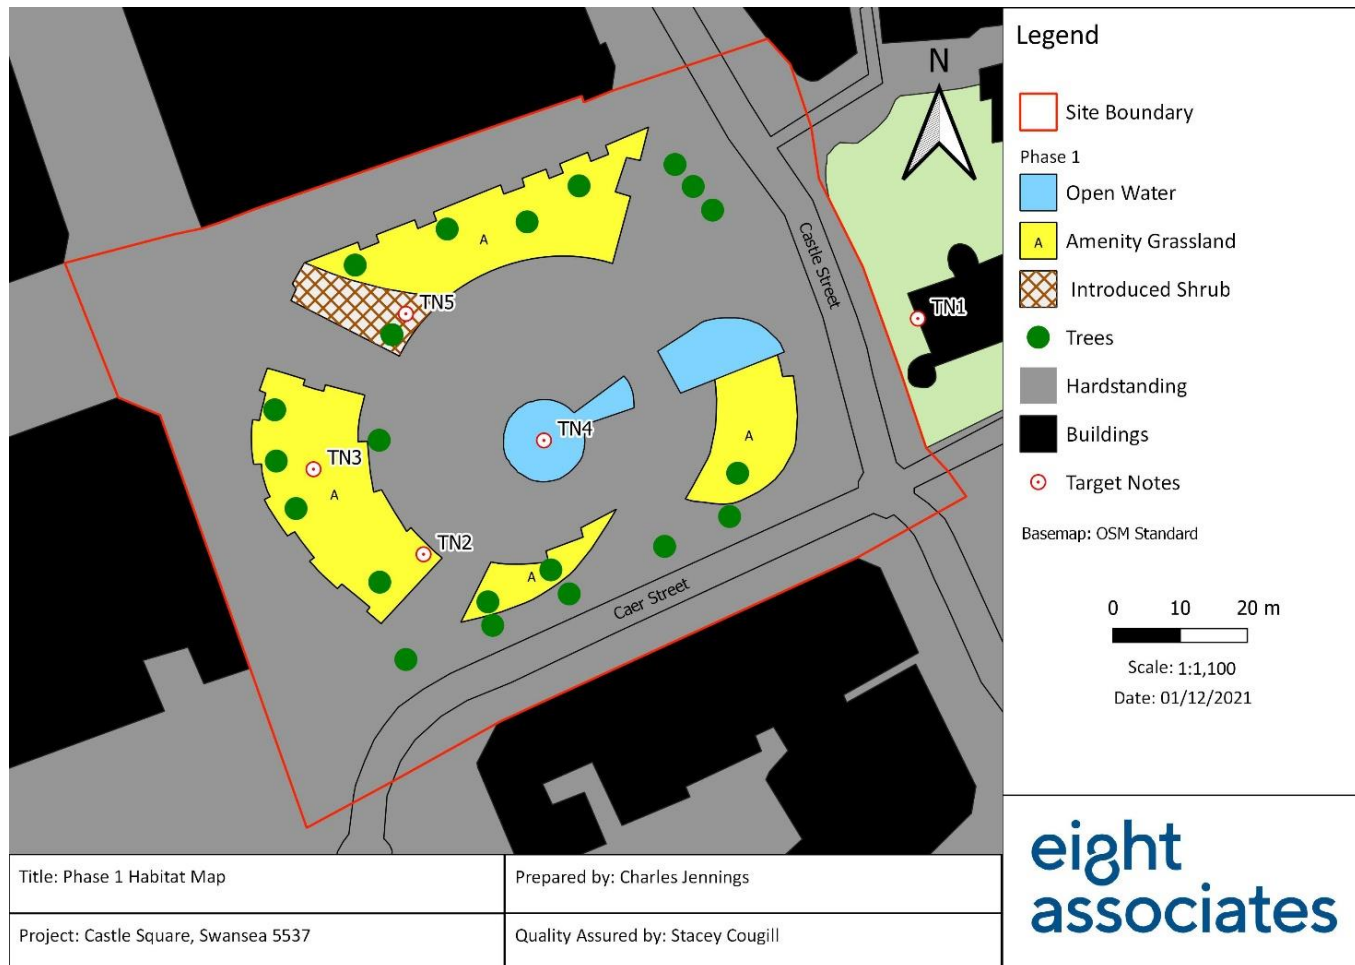 N
Castle Street
TN1
A
TN5
TN4
A
TN3
A
TN2
A
Caer Street
Legend
Site Boundary
Phase 1
Open Water
A Amenity Grassland
Introduced Shrub
Trees
Hardstanding
Buildings
Target Notes
Basemap: OSM Standard
0 10 20 m
Scale: 1:1,100
Date: 01/12/2021
Title: Phase 1 Habitat Map
Prepared by: Charles Jennings
Project: Castle Square, Swansea 5537
Quality Assured by: Stacey Cougill
eight
associates